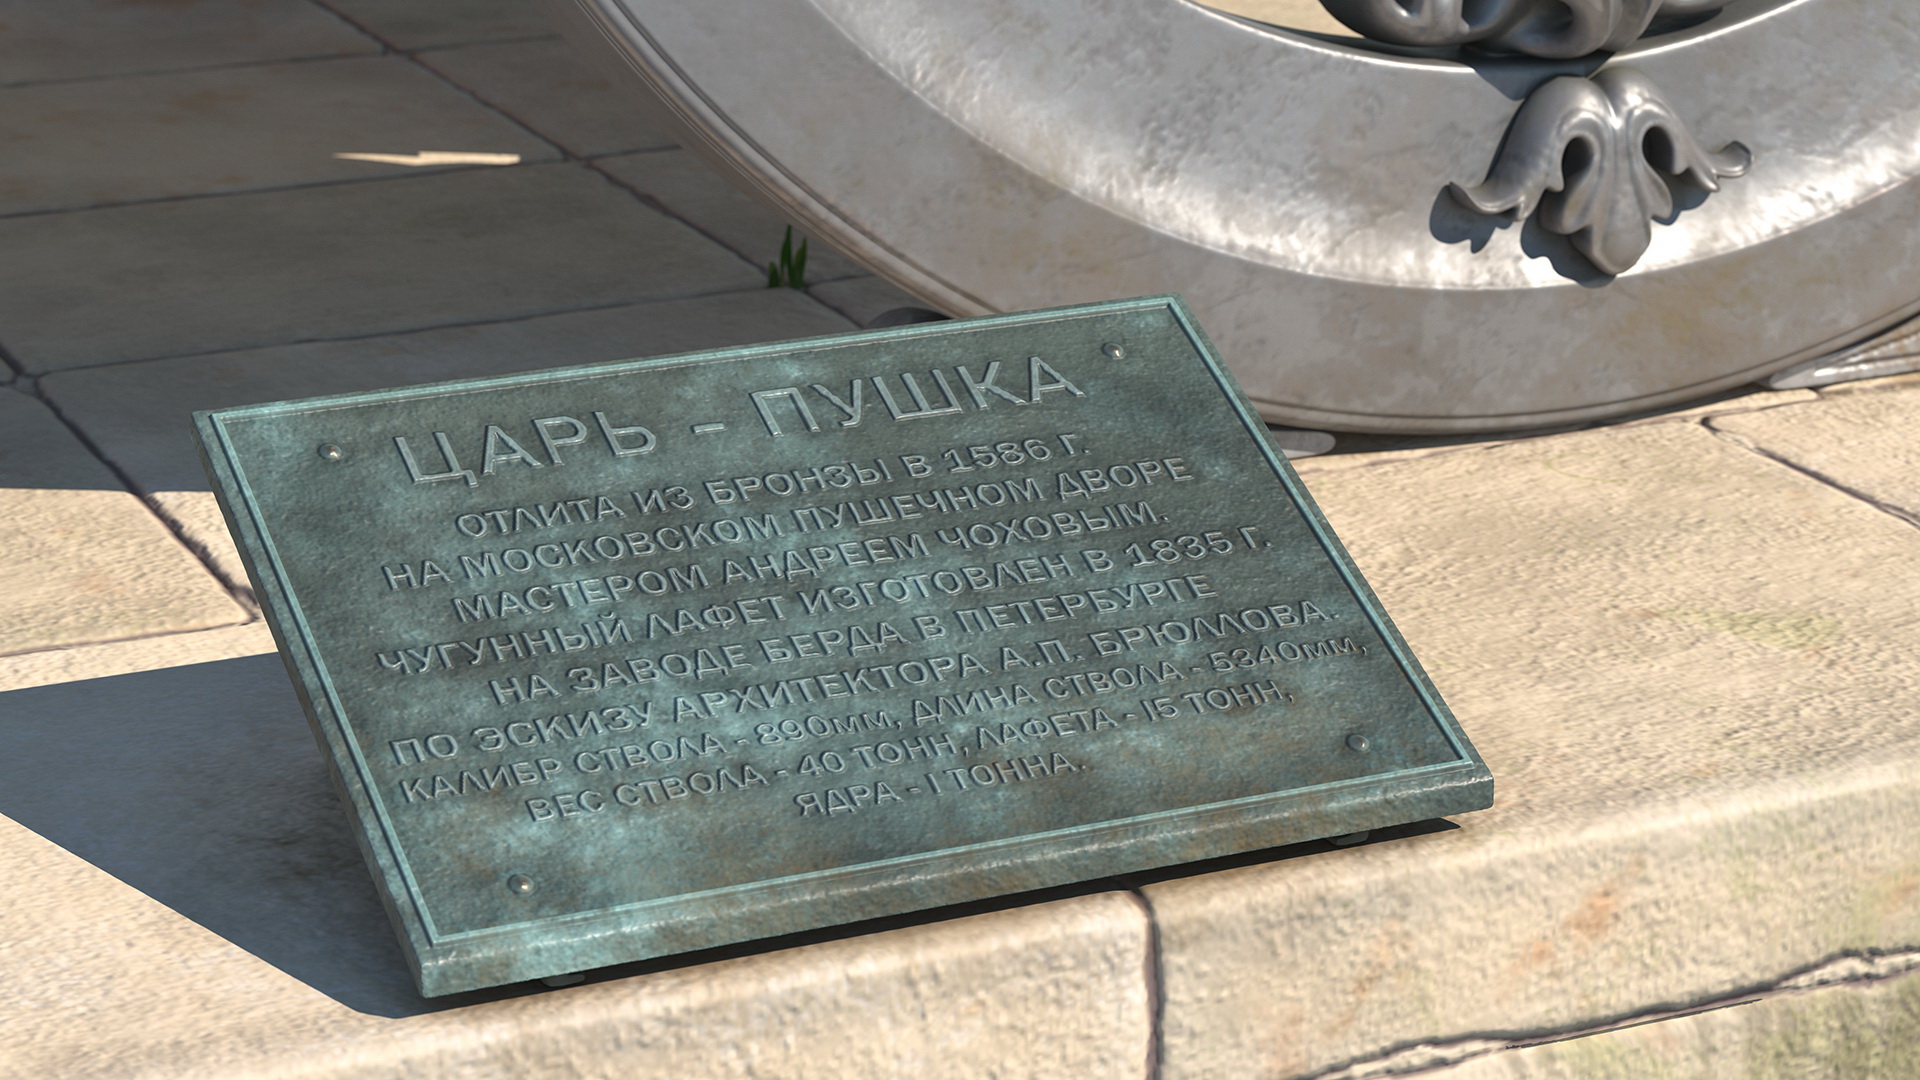 ЦАРЬ - ПУШКА
ОТЛИТА ИЗ БРОНЗЫ В 1586 Г.
НА МОСКОВСКОМ ПУШЕЧНОМ ДВОРЕ
МАСТЕРОМ АНДРЕЕМ ЧОХОВЫМ.
ЧУГУННЫЙ ЛАФЕТ ИЗГОТОВЛЕН В 1835 Г.
НА ЗАВОДЕ БЕРДА В ПЕТЕРБУРГЕ
ПО ЭСКИЗУ АРХИТЕКТОРА А.П. БРЮЛЛОВА.
КАЛИБР СТВОЛА - 890мм, ДЛИНА СТВОЛА - 5340мм,
ВЕС СТВОЛА - 40 ТОНН, ЛАФЕТА - 15 ТОНН,
ЯДРА - 1 ТОННА.